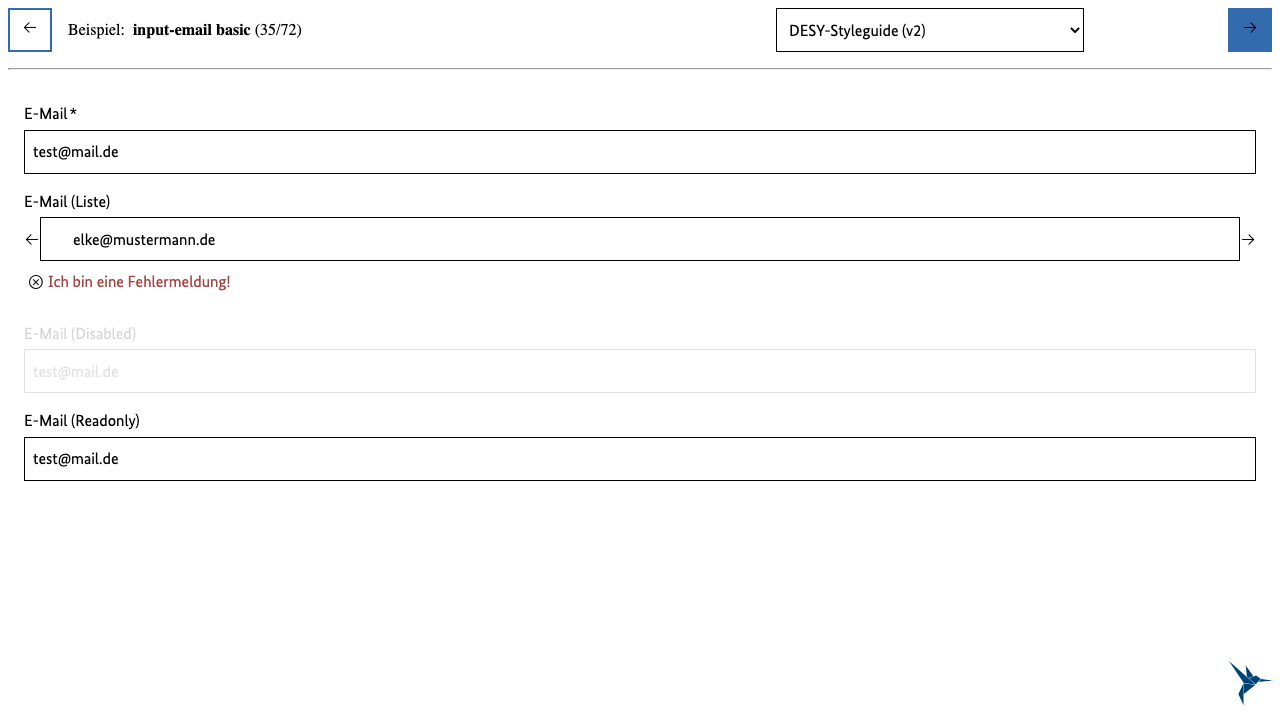 Beispiel: input-email basic (35/72)
DESY-Styleguide (v2)
E-Mail *
test@mail.de
E-Mail (Liste)
elke@mustermann.de
Ich bin eine Fehlermeldung!
E-Mail (Disabled)
test@mail.de
E-Mail (Readonly)
test@mail.de